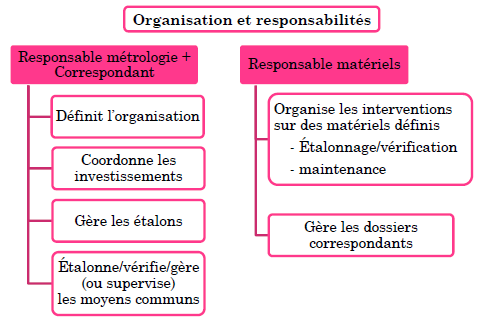 Organisation et responsabilités
Responsable métrologie +
Correspondant
Définit l'organisation
Coordonne les
investissements
Gère les étalons
Étalonne/vérifie/gère
(ou supervise)
les moyens communs
Responsable matériels
Organise les interventions
sur des matériels définis
- Étalonnage/vérification
- maintenance
Gère les dossiers
correspondants